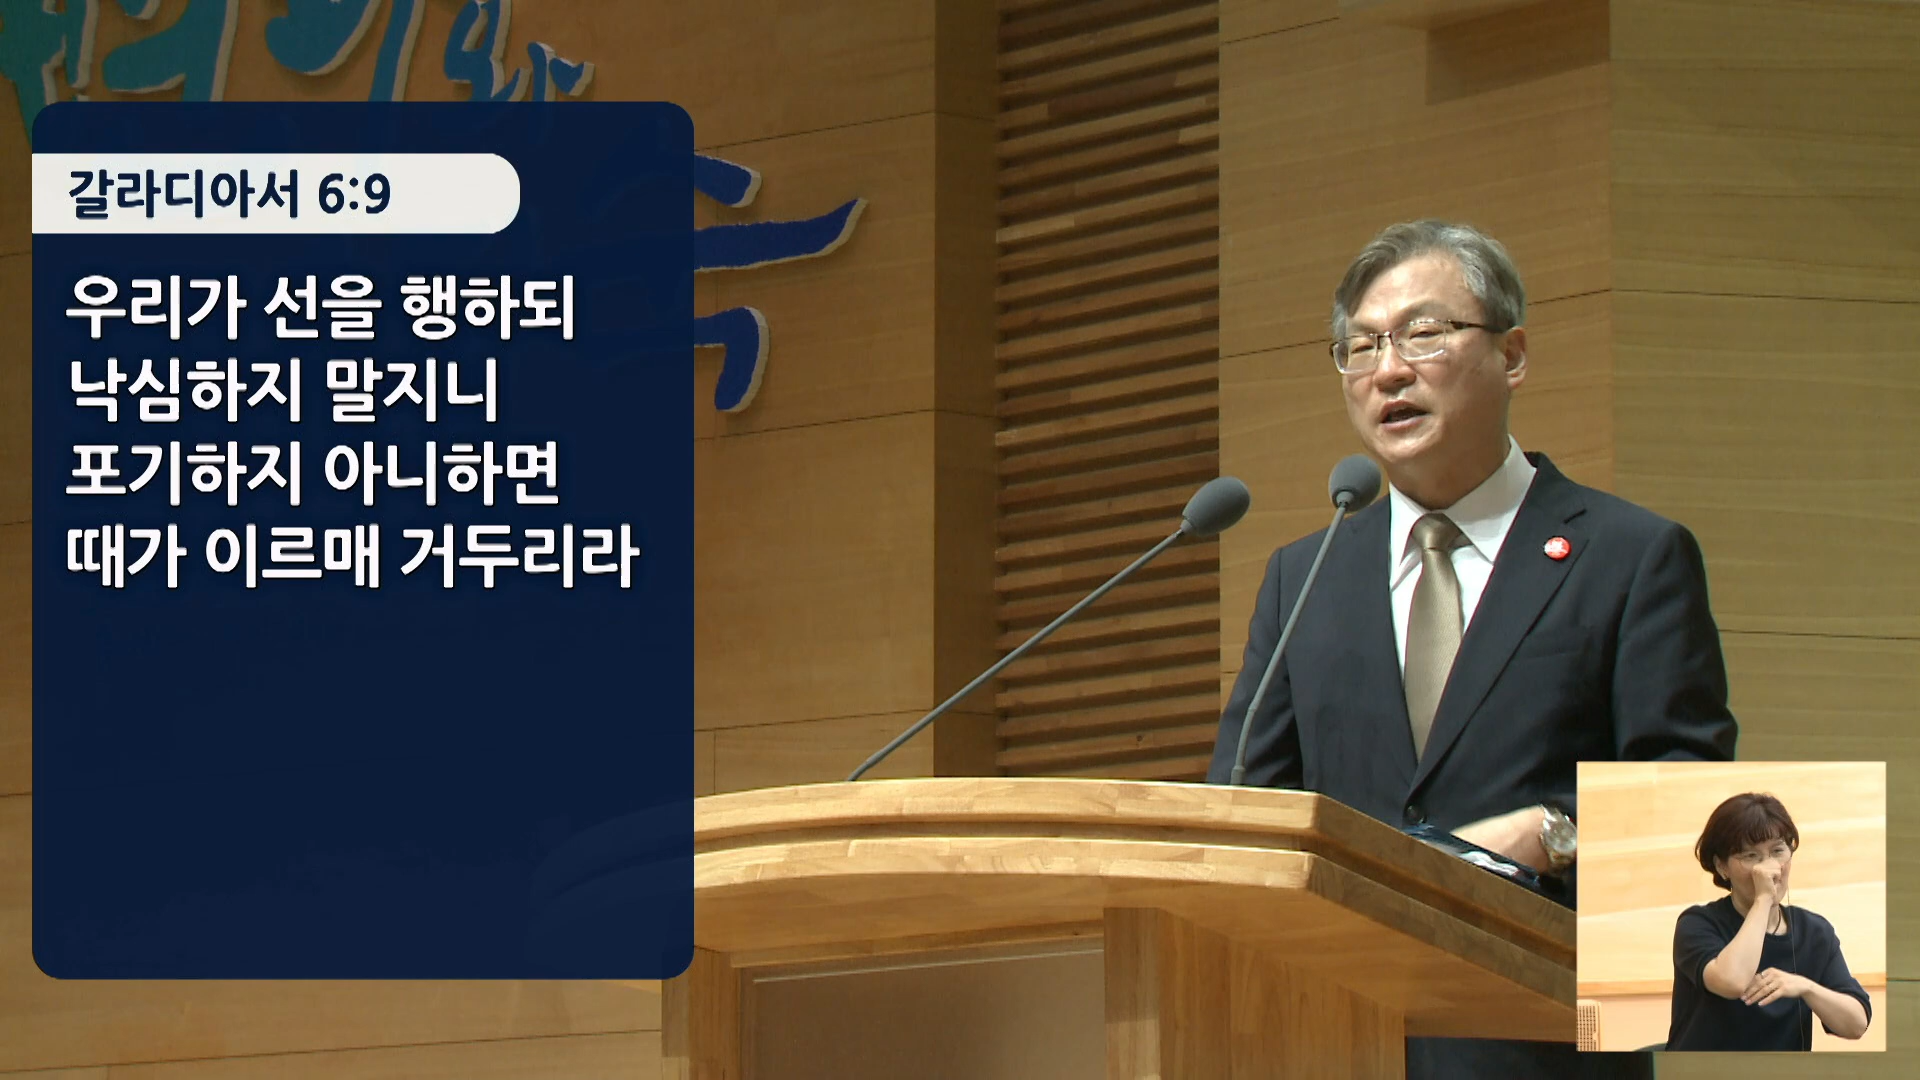 갈라디아서 6:9
우리가 선을 행하되
낙심하지 말지니
포기하지 아니하면
때가 이르매 거두리라